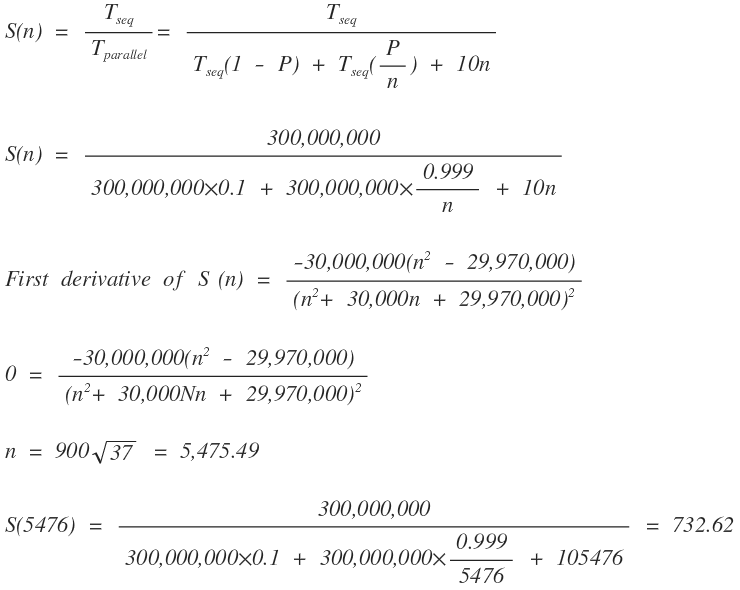 S(n) = T_seq / T_parallel = T_seq / (T_seq(1 - P) + T_seq(P/n) + 10n)
S(n) = 300,000,000 / (300,000,000×0.1 + 300,000,000×0.999/n + 10n)
First derivative of S (n) = -30,000,000(n² - 29,970,000) / (n²+ 30,000n + 29,970,000)²
0 = -30,000,000(n² - 29,970,000) / (n²+ 30,000Nn + 29,970,000)²
n = 900√37 = 5,475.49
S(5476) = 300,000,000 / (300,000,000×0.1 + 300,000,000×0.999/5476 + 105476) = 732.62